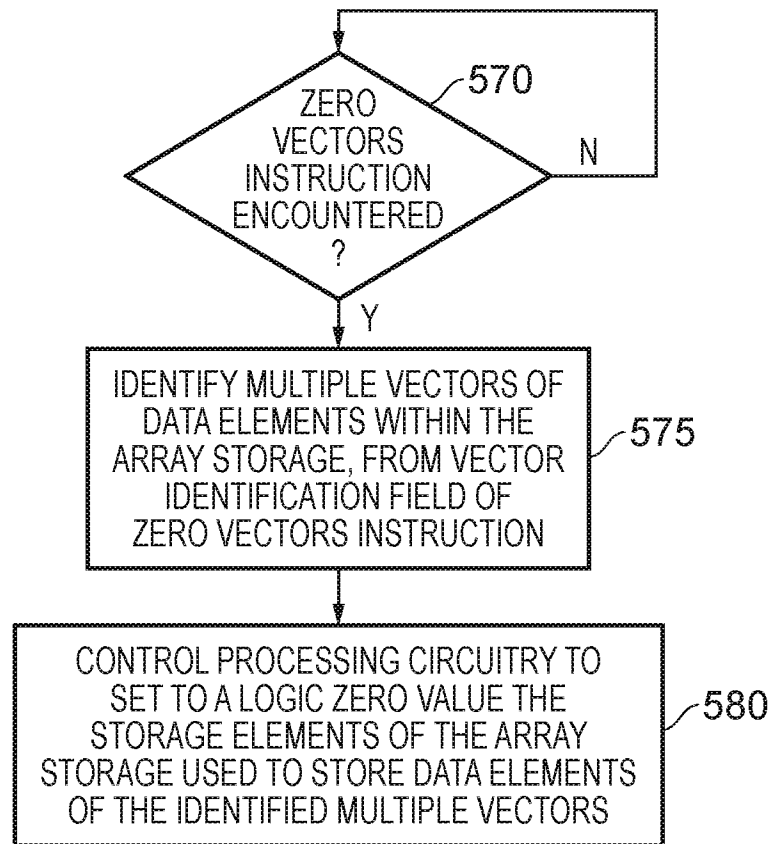 570
ZERO
VECTORS
INSTRUCTION
ENCOUNTERED
?
N
Y
IDENTIFY MULTIPLE VECTORS OF
DATA ELEMENTS WITHIN THE
ARRAY STORAGE, FROM VECTOR
IDENTIFICATION FIELD OF
ZERO VECTORS INSTRUCTION
575
CONTROL PROCESSING CIRCUITRY TO
SET TO A LOGIC ZERO VALUE THE
STORAGE ELEMENTS OF THE ARRAY
STORAGE USED TO STORE DATA ELEMENTS
OF THE IDENTIFIED MULTIPLE VECTORS
580